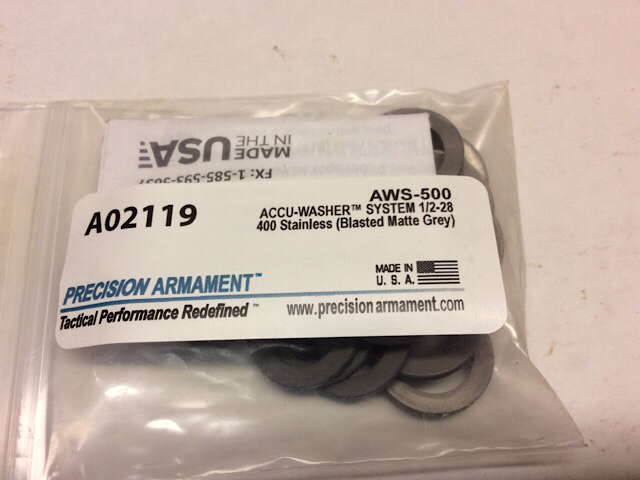 MADE
IN THE
USA
FX: 1-585-593-5037
A02119
AWS-500
ACCU-WASHER™ SYSTEM 1/2-28
400 Stainless (Blasted Matte Grey)
MADE IN
U. S. A.
PRECISION ARMAMENT™
Tactical Performance Redefined™
www.precisionarmament.com